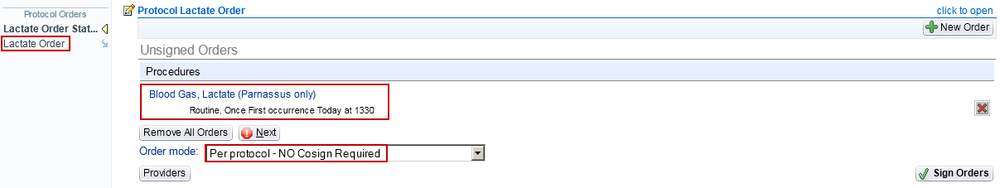 Protocol Orders
Lactate Order Stat...
Lactate Order
Protocol Lactate Order
click to open
New Order
Unsigned Orders
Procedures
Blood Gas, Lactate (Parnassus only)
Routine, Once First occurrence Today at 1330
Remove All Orders Next
Order mode: Per protocol - NO Cosign Required
Providers
Sign Orders